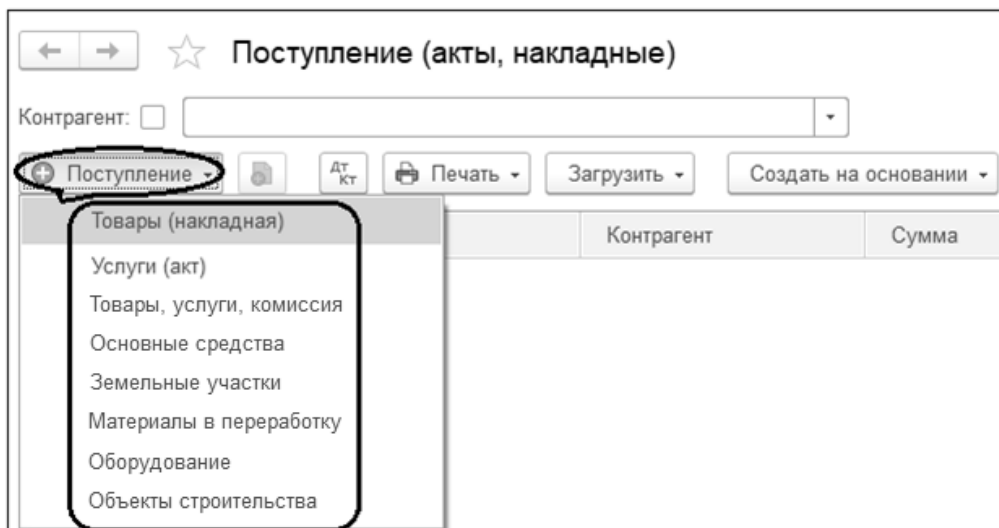 Поступление (акты, накладные)
Контрагент:
Поступление Дт Кт Печать Загрузить Создать на основании
Товары (накладная) Контрагент Сумма
Услуги (акт)
Товары, услуги, комиссия
Основные средства
Земельные участки
Материалы в переработку
Оборудование
Объекты строительства